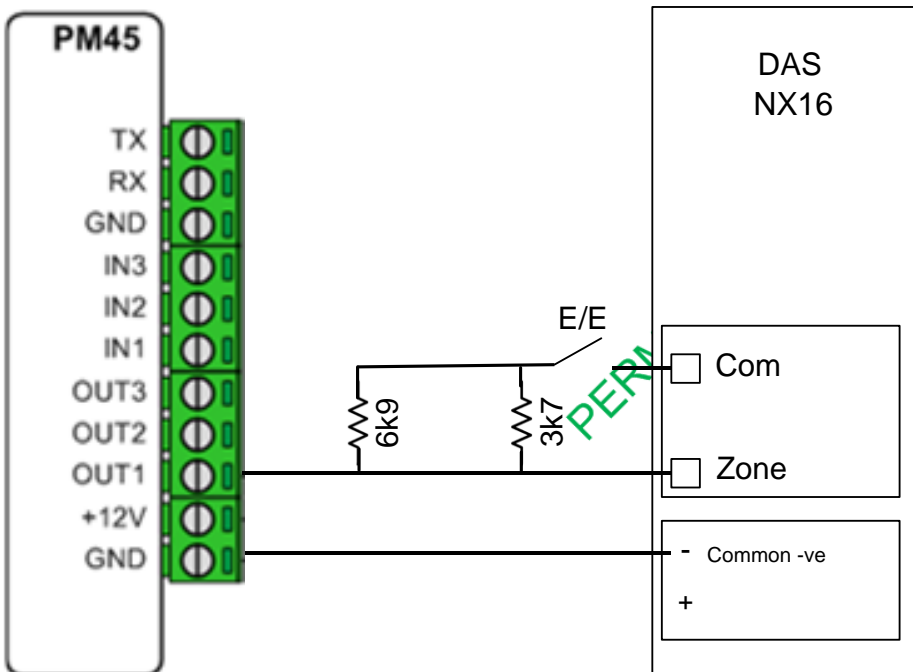 PM45
TX
RX
GND
IN3
IN2
IN1
OUT3
OUT2
OUT1
+12V
GND
E/E
6k9
3k7
DAS
NX16
Com
Zone
- Common -ve
+